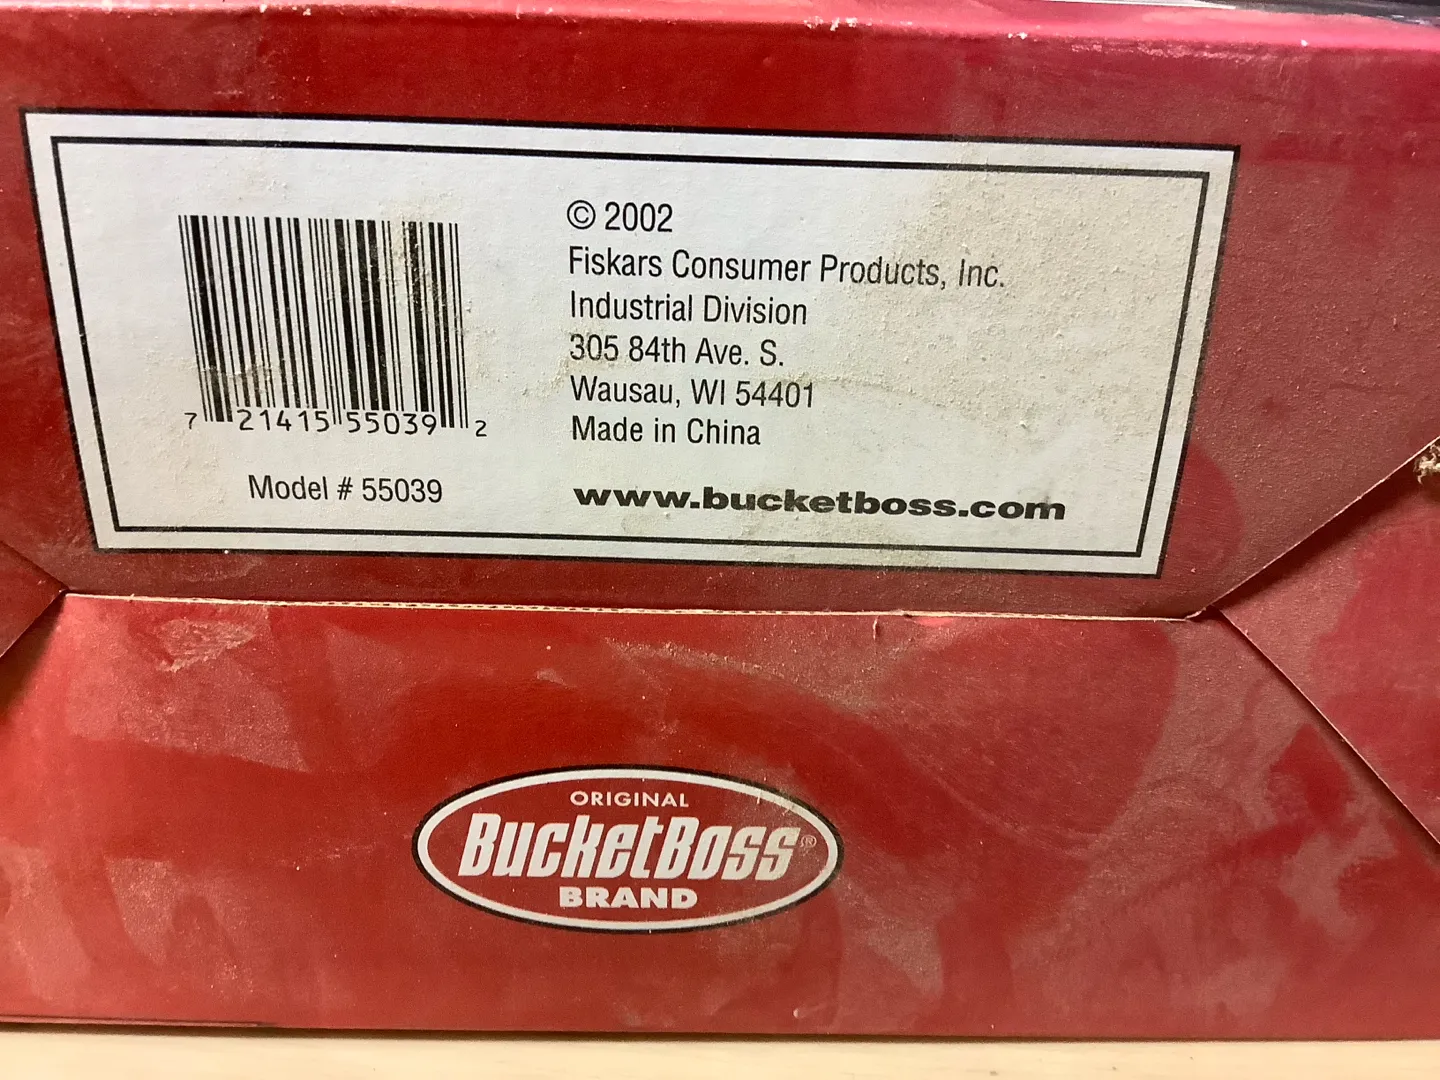 7 21415 55039 2
Model # 55039
© 2002
Fiskars Consumer Products, Inc.
Industrial Division
305 84th Ave. S.
Wausau, WI 54401
Made in China
www.bucketboss.com
ORIGINAL
BUCKETBOSS®
BRAND